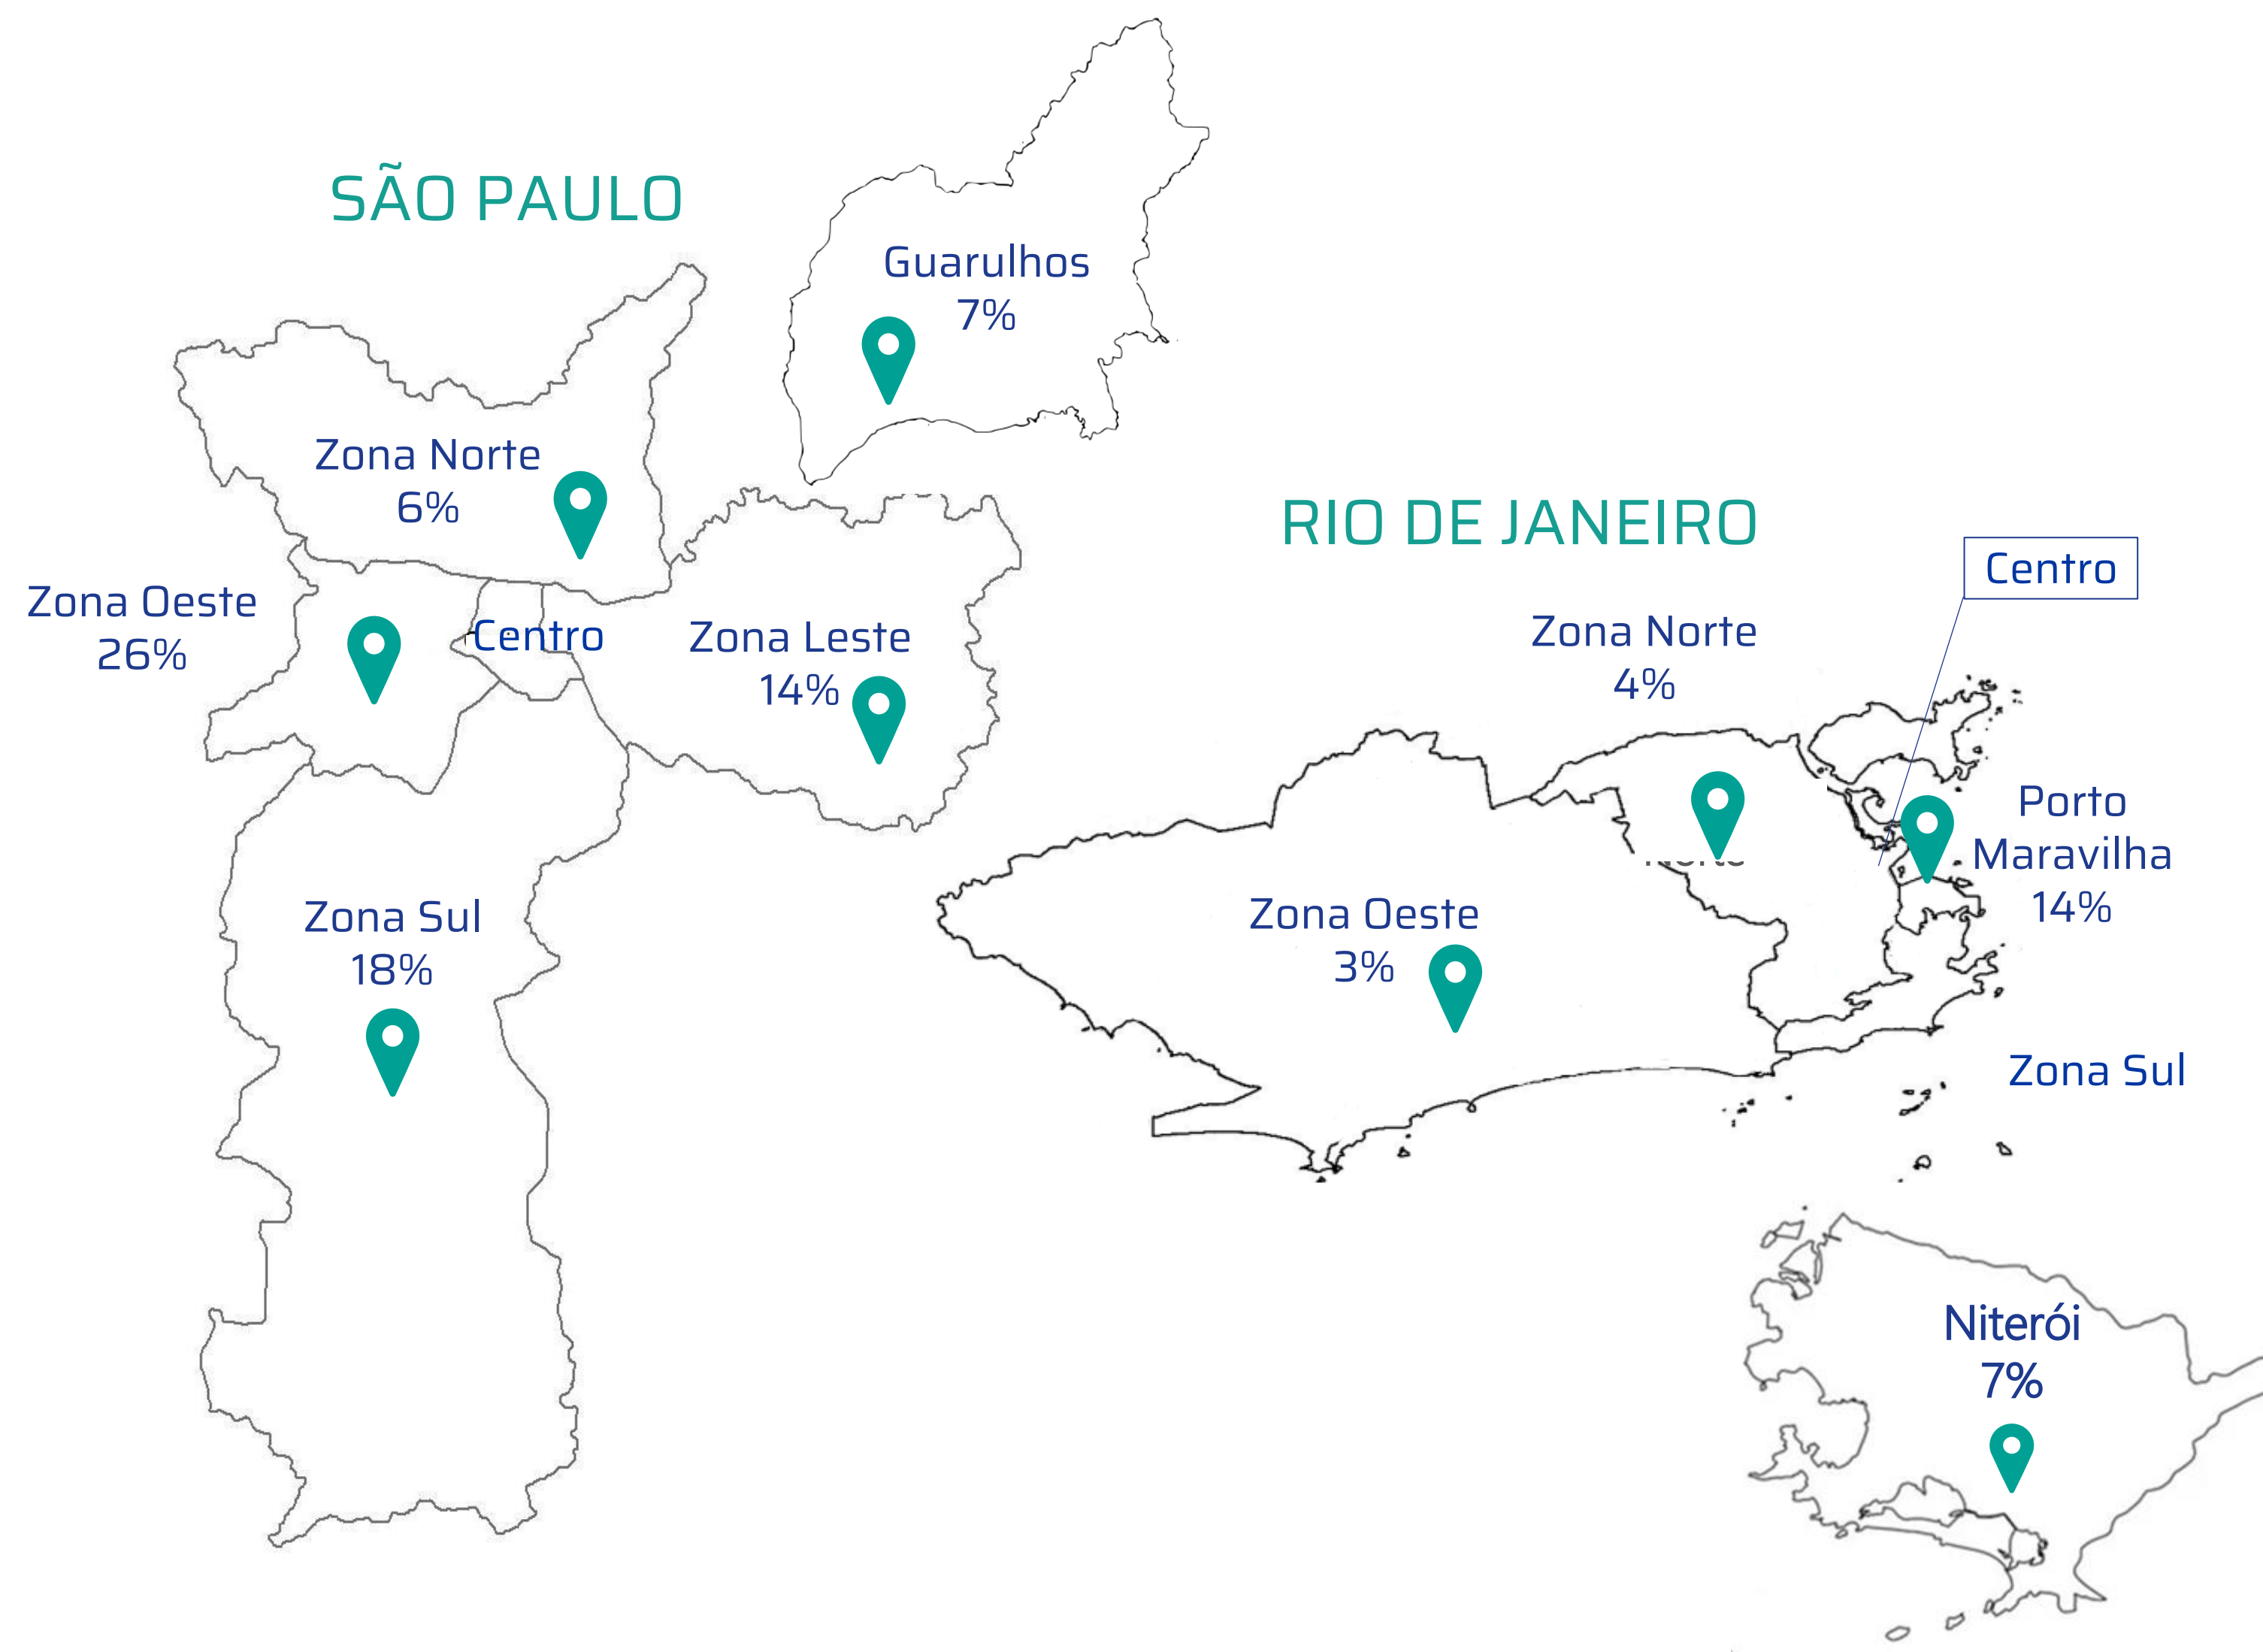 SÃO PAULO
Guarulhos
7%
Zona Norte
6%
Zona Oeste
26%
Centro
Zona Leste
14%
Zona Sul
18%
RIO DE JANEIRO
Centro
Zona Norte
4%
Porto
Maravilha
14%
Zona Oeste
3%
Zona Sul
Niterói
7%